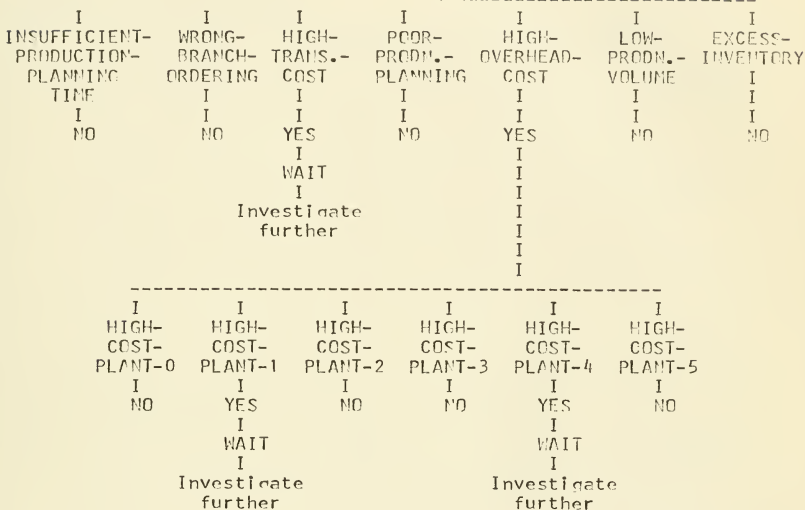 I I I I I I I
INSUFFICIENT- WRONG- HIGH- POOR- HIGH- LOW- EXCESS-
PRODUCTION- BRANCH- TRANS.- PRODN.- OVERHEAD- PRODN.- INVENTORY
PLANNING ORDERING COST PLANNING COST VOLUME I
TIME I I I I I I
I I I I I I I
NO NO YES NO YES NO NO
I I
WAIT I
I I
Investigate I
further I
I
I
I I I I I I
HIGH- HIGH- HIGH- HIGH- HIGH- HIGH-
COST- COST- COST- COST- COST- COST-
PLANT-0 PLANT-1 PLANT-2 PLANT-3 PLANT-4 PLANT-5
I I I I I I
NO YES NO NO YES NO
I I
WAIT WAIT
I I
Investigate Investigate
further further